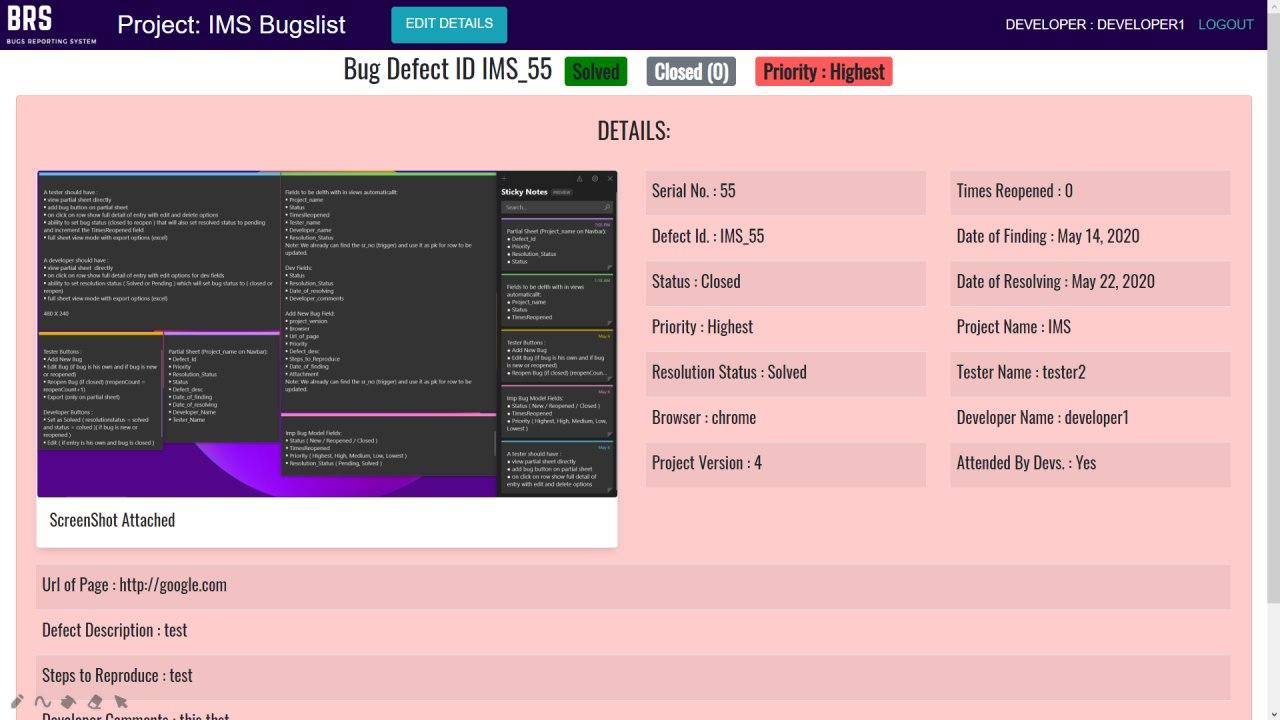 BRS
BUGS REPORTING SYSTEM
Project: IMS Bugslist
EDIT DETAILS
DEVELOPER : DEVELOPER1
LOGOUT
Bug Defect ID IMS_55
Solved
Closed (0)
Priority : Highest
DETAILS:
A tester should have :
• view partial sheet directly
• add bug button on partial sheet
• on click on row show full detail of entry with edit and delete options
• ability to set bug status (closed to reopen ) that will also set resolved status to pending
and increment the TimesReopened field
• full sheet view mode with export options (excel)
A developer should have :
• view partial sheet directly
• on click on row show full detail of entry with edit options for dev fields
• ability to set resolution status ( Solved or Pending ) which will set bug status to ( closed or
reopen)
• full sheet view mode with export options (excel)
480 X 240
Tester Buttons :
• Add New Bug
• Edit Bug (if bug is his own and if bug is new
or reopened)
• Reopen Bug (if closed) (reopenCount =
reopenCount+1)
• Export (only on partial sheet)
Developer Buttons :
• Set as Solved ( resolutionstatus = solved
and status = solved )( if bug is new or
reopened )
• Edit ( if entry is his own and bug is closed )
Partial Sheet (Project_name on Navbar):
• Defect_Id
• Priority
• Resolution_Status
• Status
• Defect_desc
• Date_of_finding
• Date_of_resolving
• Developer_Name
• Tester_Name
Fields to be delth with in views automaticallt:
• Project_name
• Status
• TimesReopened
• Tester_name
• Developer_name
• Resolution_Status
Note: We already can find the sr_no (trigger) and use it as pk for row to be
updated.
Dev Fields:
• Status
• Resolution_Status
• Date_of_resolving
• Developer_comments
Add New Bug Field:
• project_version
• Browser
• Url_of_page
• Priority
• Defect_desc
• Steps_to_Reproduce
• Date_of_finding
• Attachment
Note: We already can find the sr_no (trigger) and use it as pk for row to be
updated.
Imp Bug Model Fields:
• Status ( New / Reopened / Closed )
• TimesReopened
• Priority ( Highest, High, Medium, Low, Lowest )
• Resolution_Status ( Pending, Solved )
Sticky Notes PREVIEW
Search...
Partial Sheet (Project_name on Navbar):
• Defect_Id
• Priority
• Resolution_Status
• Status
Fields to be delth with in views
automaticallt:
• Project_name
• Status
• TimesReopened
May 6
Tester Buttons :
• Add New Bug
• Edit Bug (if bug is his own and if bug
is new or reopened)
• Reopen Bug (if closed) (reopenCoun...
May 6
Imp Bug Model Fields:
• Status ( New / Reopened / Closed )
• TimesReopened
• Priority ( Highest, High, Medium, Low,
Lowest )
May 6
A tester should have :
• view partial sheet directly
• add bug button on partial sheet
• on click on row show full detail of
entry with edit and delete options
ScreenShot Attached
Serial No. : 55
Defect Id. : IMS_55
Status : Closed
Priority : Highest
Resolution Status : Solved
Browser : chrome
Project Version : 4
Times Reopened : 0
Date of Finding : May 14, 2020
Date of Resolving : May 22, 2020
Project Name : IMS
Tester Name : tester2
Developer Name : developer1
Attended By Devs. : Yes
Url of Page : http://google.com
Defect Description : test
Steps to Reproduce : test
Developer Comments : this that